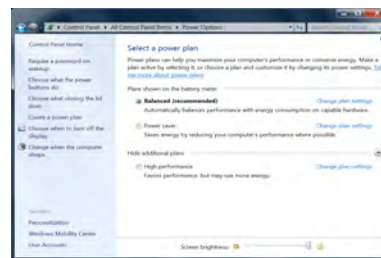 Control Panel ▸ All Control Panel Items ▸ Power Options
Control Panel Home
Require a password on
wakeup
Choose what the power
buttons do
Choose what closing the lid
does
Create a power plan
Choose when to turn off the
display
Change when the computer
sleeps
Personalization
Windows Mobility Center
User Accounts
Select a power plan
Power plans can help you maximize your computer's performance or conserve energy. Make a
plan active by selecting it, or choose a plan and customize it by changing its power settings. Tell
me more about power plans
Plans shown on the battery meter
Balanced (recommended) Change plan settings
Automatically balances performance with energy consumption on capable hardware.
Power saver Change plan settings
Saves energy by reducing your computer's performance where possible.
Hide additional plans
High performance Change plan settings
Favors performance, but may use more energy.
Screen brightness: